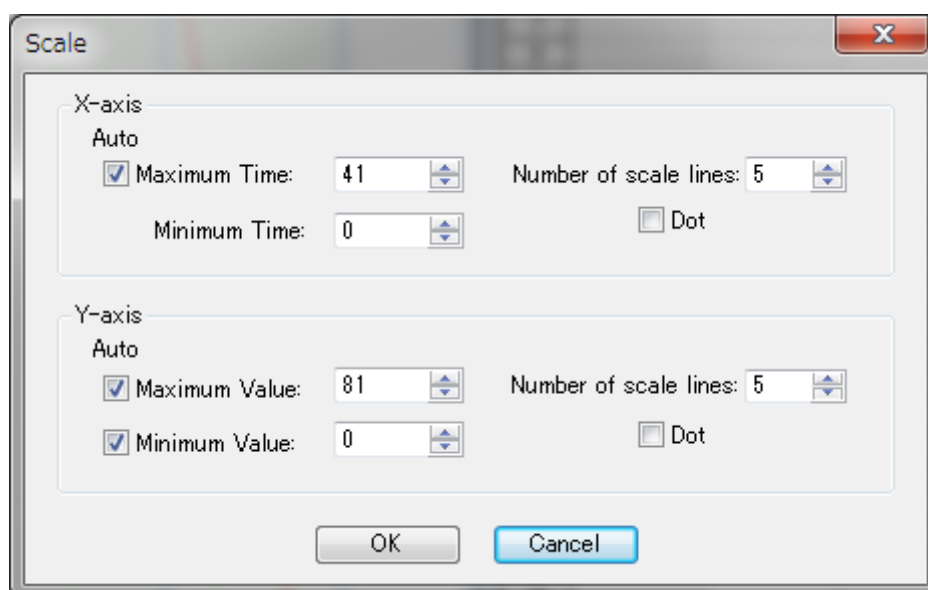 Scale
X-axis
Auto
Maximum Time: 41 Number of scale lines: 5
Minimum Time: 0 Dot
Y-axis
Auto
Maximum Value: 81 Number of scale lines: 5
Minimum Value: 0 Dot
OK Cancel